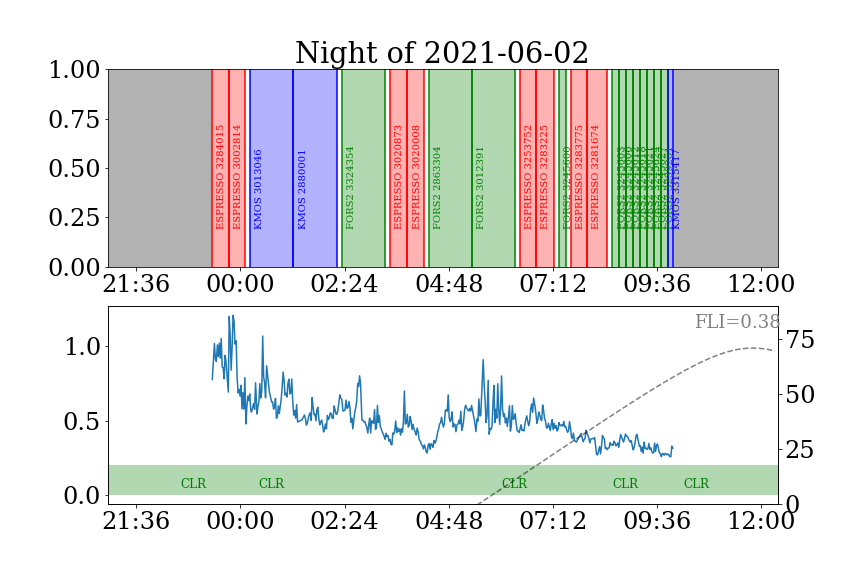 Night of 2021-06-02
1.00
0.75
0.50
0.25
0.00
ESPRESSO 3284015
ESPRESSO 3002814
KMOS 3013046
KMOS 2880001
FORS2 3324354
ESPRESSO 3020873
ESPRESSO 3020008
FORS2 2863304
FORS2 3012391
ESPRESSO 3253752
ESPRESSO 3283225
FORS2 3245600
ESPRESSO 3283775
ESPRESSO 3281674
KMOS 3315417
21:36 00:00 02:24 04:48 07:12 09:36 12:00
FLI=0.38
1.0
0.5
0.0
75
50
25
0
CLR CLR CLR CLR CLR
21:36 00:00 02:24 04:48 07:12 09:36 12:00